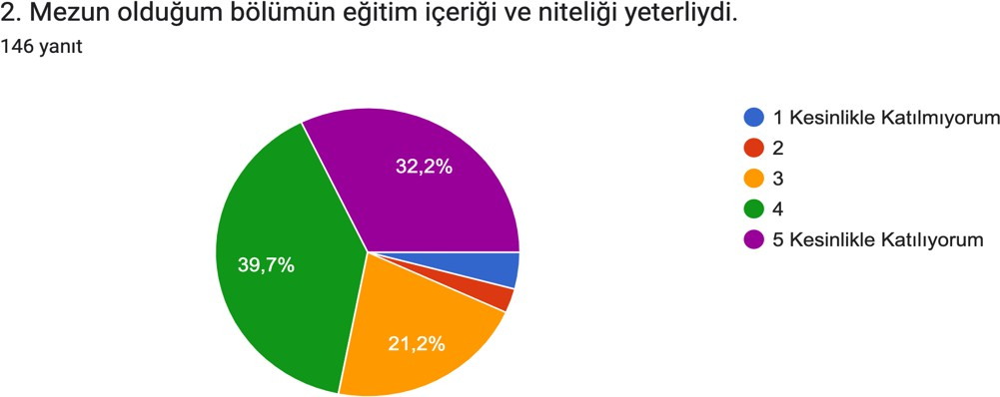 2. Mezun olduğum bölümün eğitim içeriği ve niteliği yeterliydi.
146 yanıt
32,2%
39,7%
21,2%
1 Kesinlikle Katılmıyorum
2
3
4
5 Kesinlikle Katılıyorum